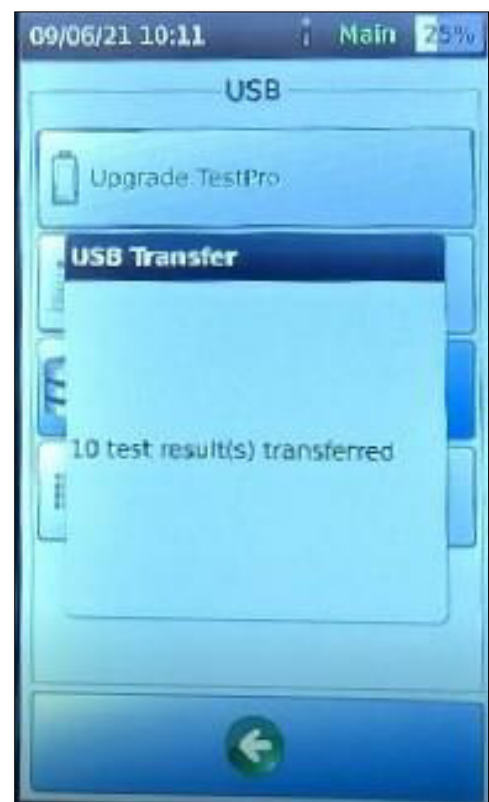 09/06/21 10:11 Main 25%
USB
Upgrade TestPro
USB Transfer
10 test result(s) transferred